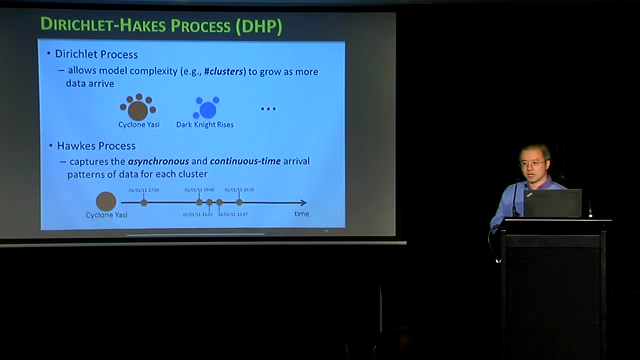 DIRICHLET-HAKES PROCESS (DHP)
• Dirichlet Process
– allows model complexity (e.g., #clusters) to grow as more
data arrive
Cyclone Yasi
Dark Knight Rises
...
• Hawkes Process
– captures the asynchronous and continuous-time arrival
patterns of data for each cluster
Cyclone Yasi
time